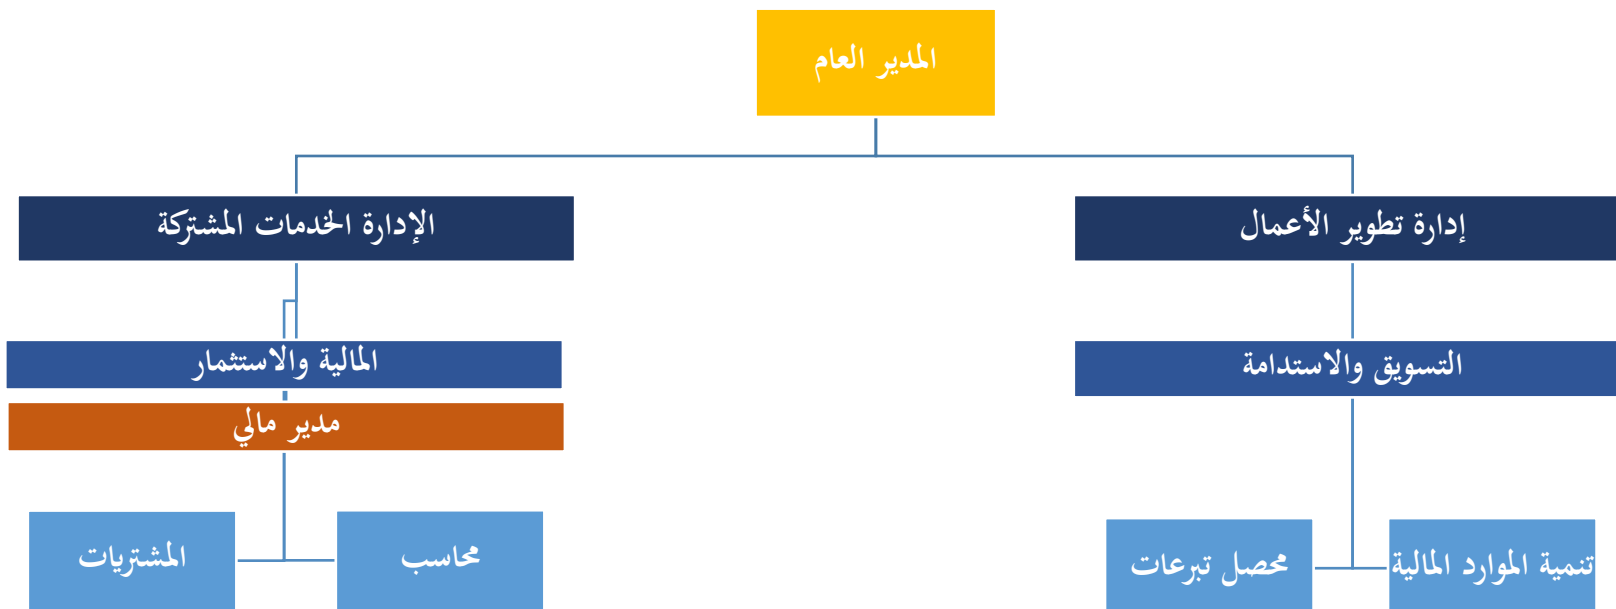 المدير العام
إدارة تطوير الأعمال
الإدارة الخدمات المشتركة
التسويق والاستدامة
المالية والاستثمار
مدير مالي
تنمية الموارد المالية
محصل تبرعات
محاسب
المشتريات